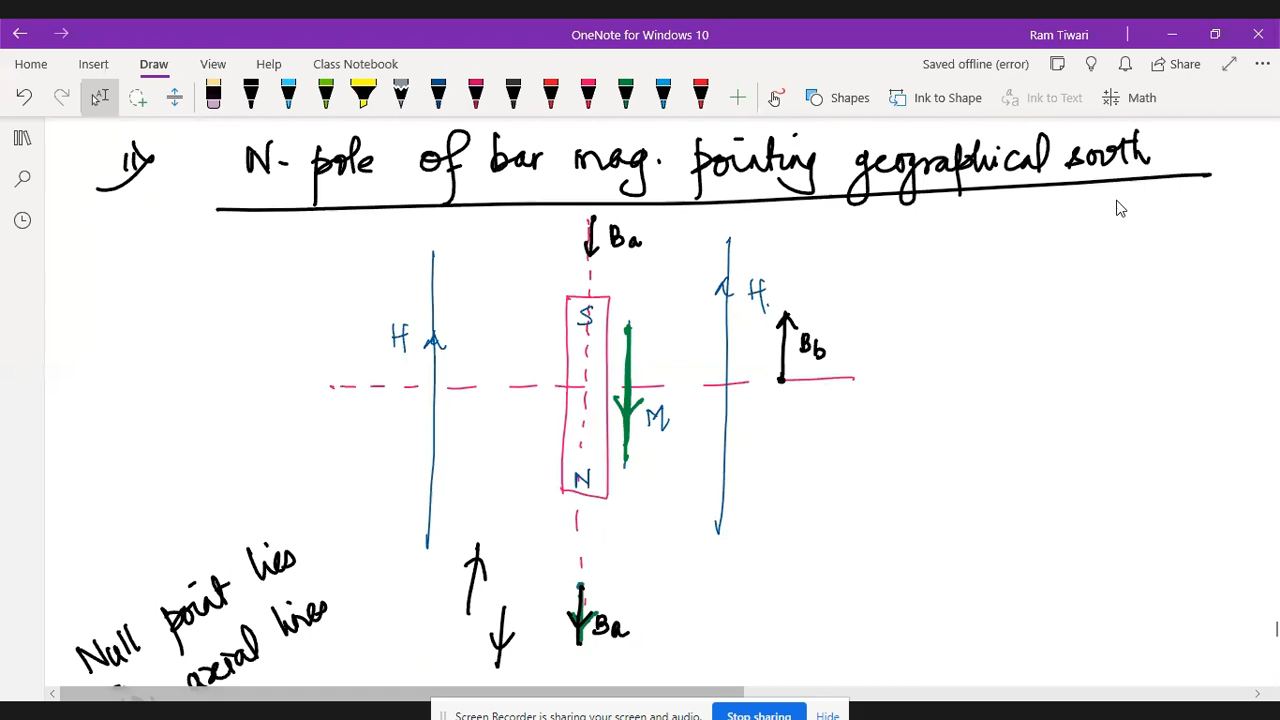 OneNote for Windows 10
Ram Tiwari
Home Insert Draw View Help Class Notebook
Saved offline (error) Share
Shapes Ink to Shape Ink to Text Math
ii) N- pole of bar mag. pointing geographical south
Ba
H
S
H.
Bb
M
N
Ba
Null point lies
axial lines
Screen Recorder is sharing your screen and audio. Stop sharing Hide